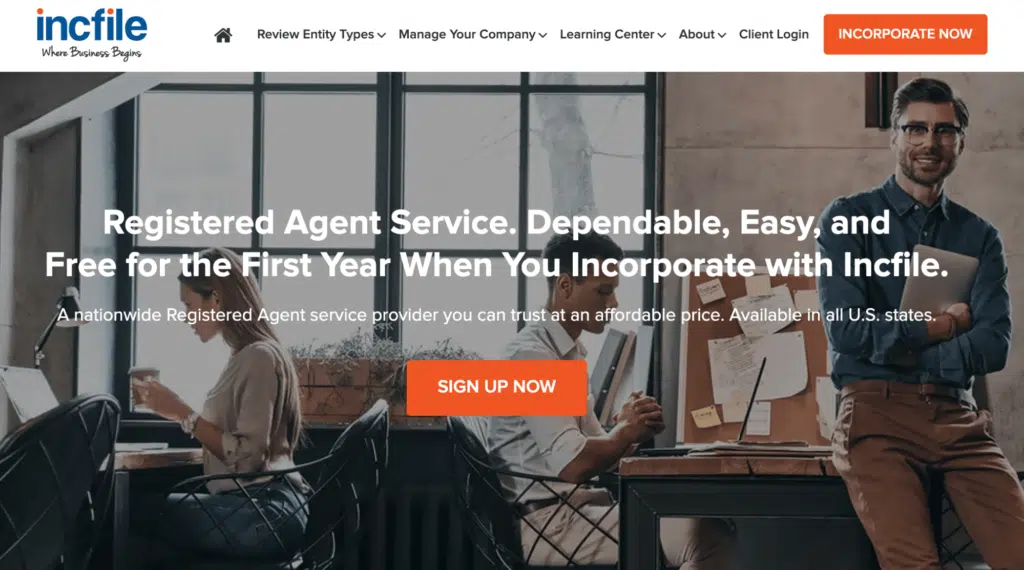 incfile
Where Business Begins
Review Entity Types
Manage Your Company
Learning Center
About
Client Login
INCORPORATE NOW
Registered Agent Service. Dependable, Easy, and
Free for the First Year When You Incorporate with Incfile.
A nationwide Registered Agent service provider you can trust at an affordable price. Available in all U.S. states.
SIGN UP NOW